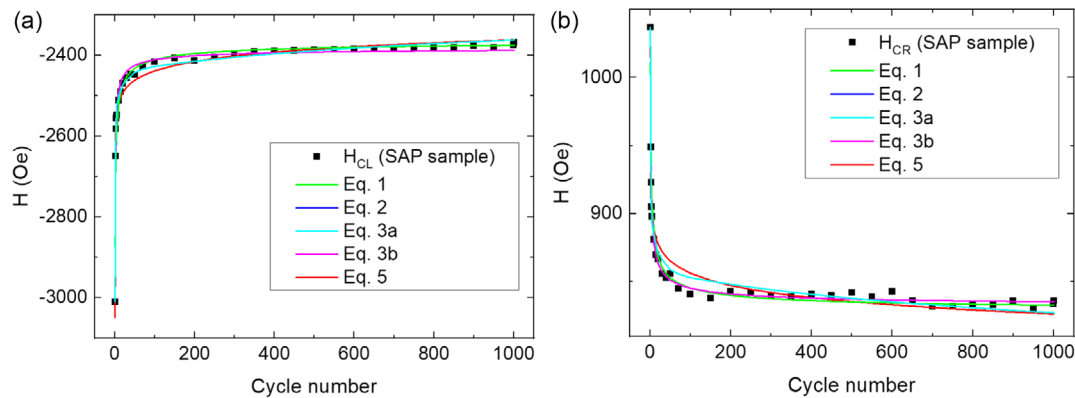 (a)
H (Oe)
-2400
-2600
-2800
-3000
0
200
400
600
800
1000
Cycle number
H_CL (SAP sample)
Eq. 1
Eq. 2
Eq. 3a
Eq. 3b
Eq. 5
(b)
H (Oe)
1000
900
0
200
400
600
800
1000
Cycle number
H_CR (SAP sample)
Eq. 1
Eq. 2
Eq. 3a
Eq. 3b
Eq. 5